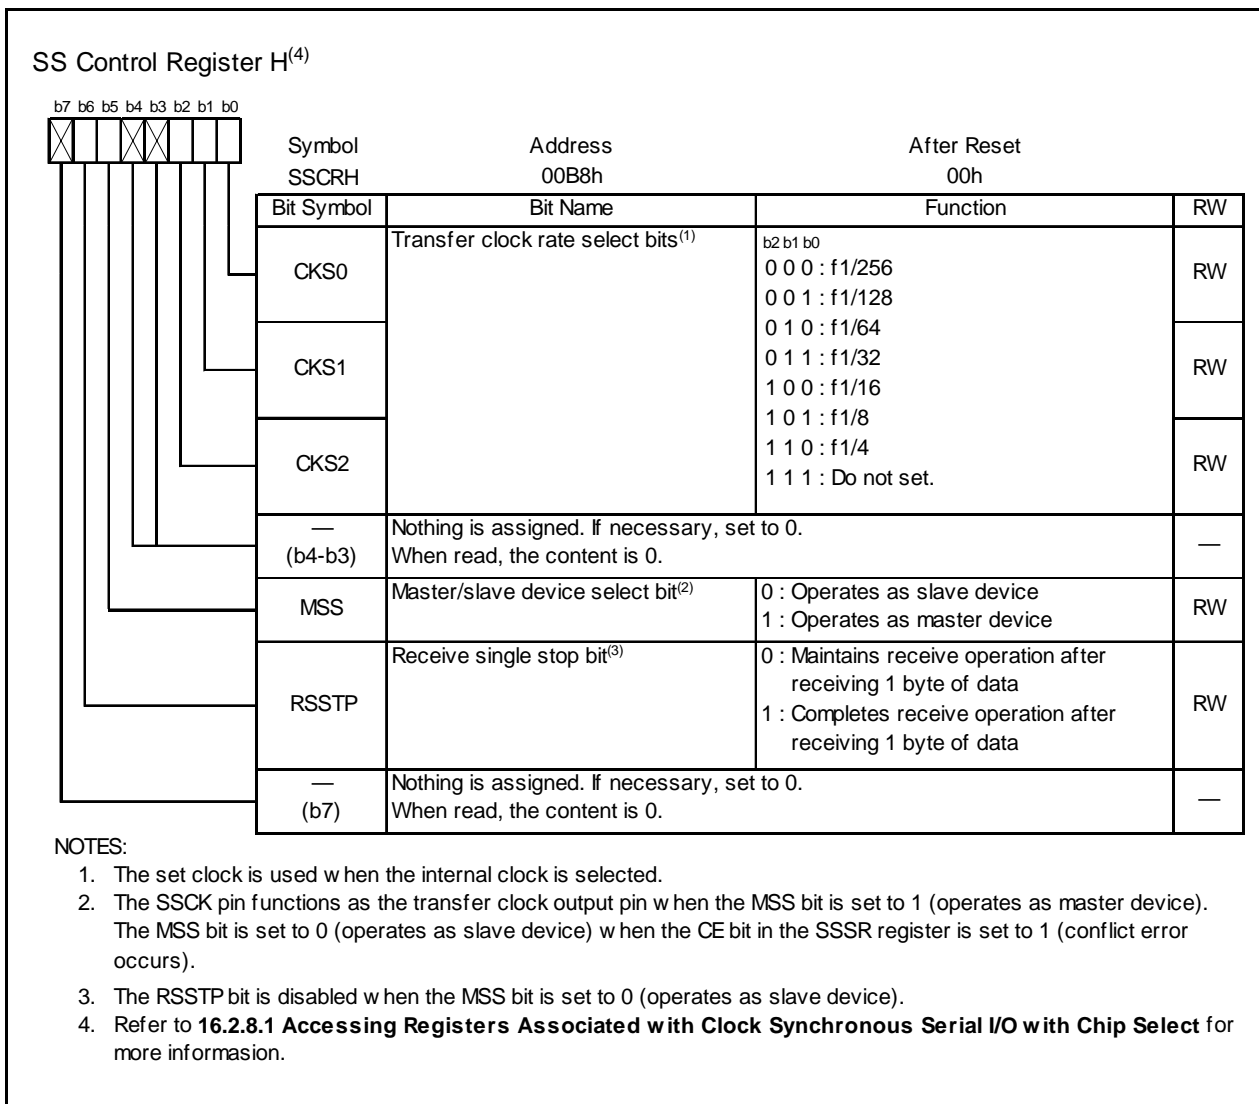 SS Control Register H(4)
b7 b6 b5 b4 b3 b2 b1 b0
Symbol Address After Reset
SSCRH 00B8h 00h
Bit Symbol Bit Name Function RW
CKS0 Transfer clock rate select bits(1) b2 b1 b0 RW
0 0 0 : f1/256
0 0 1 : f1/128
0 1 0 : f1/64
CKS1 0 1 1 : f1/32 RW
1 0 0 : f1/16
1 0 1 : f1/8
1 1 0 : f1/4
CKS2 1 1 1 : Do not set. RW
— Nothing is assigned. If necessary, set to 0. —
(b4-b3) When read, the content is 0.
MSS Master/slave device select bit(2) 0 : Operates as slave device RW
1 : Operates as master device
RSSTP Receive single stop bit(3) 0 : Maintains receive operation after RW
receiving 1 byte of data
1 : Completes receive operation after
receiving 1 byte of data
— Nothing is assigned. If necessary, set to 0. —
(b7) When read, the content is 0.
NOTES:
1. The set clock is used when the internal clock is selected.
2. The SSCK pin functions as the transfer clock output pin when the MSS bit is set to 1 (operates as master device).
The MSS bit is set to 0 (operates as slave device) when the CE bit in the SSSR register is set to 1 (conflict error
occurs).
3. The RSSTP bit is disabled when the MSS bit is set to 0 (operates as slave device).
4. Refer to 16.2.8.1 Accessing Registers Associated with Clock Synchronous Serial I/O with Chip Select for
more informasion.